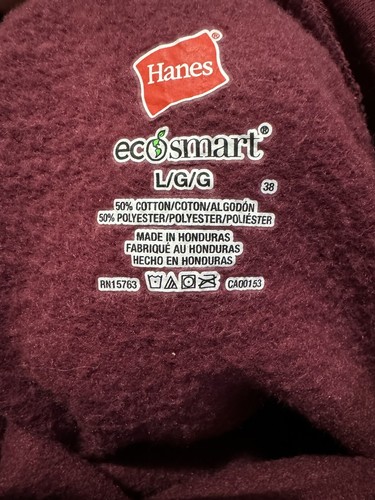 Hanes®
ecosmart®
L/G/G 38
50% COTTON/COTON/ALGODÓN
50% POLYESTER/POLYESTER/POLIÉSTER
MADE IN HONDURAS
FABRIQUÉ AU HONDURAS
HECHO EN HONDURAS
RN15763 CA00153